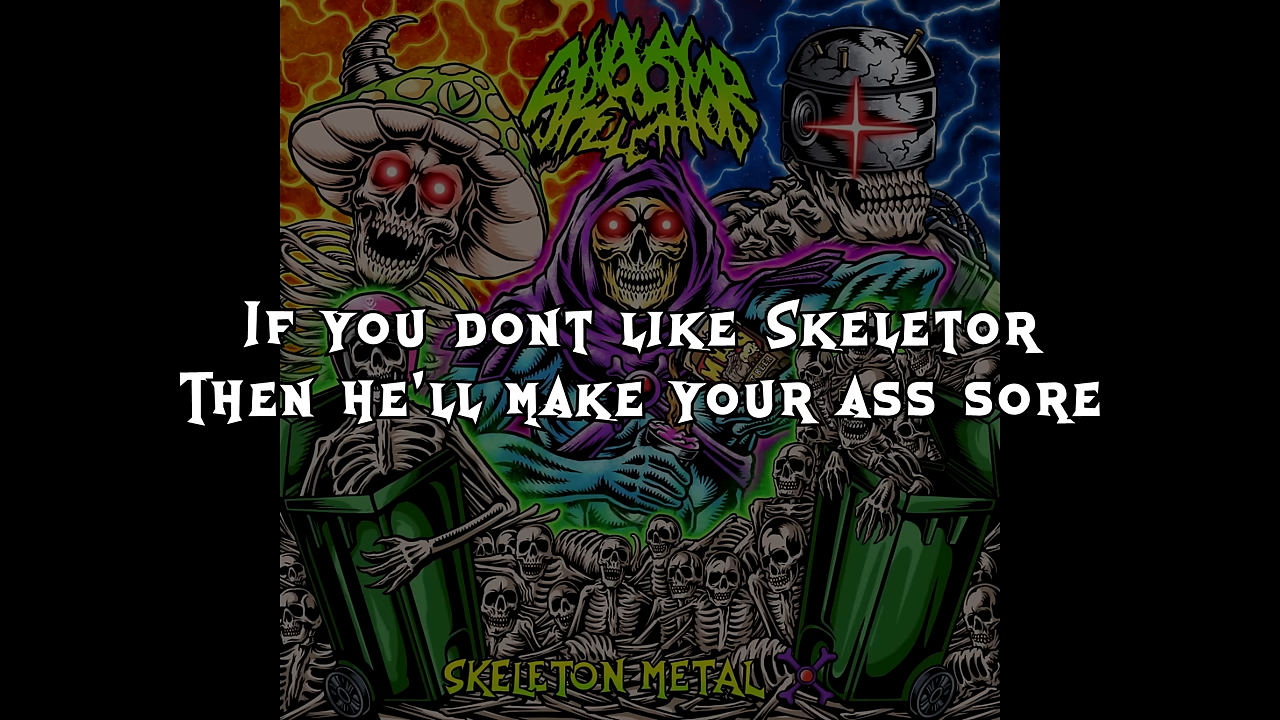 If you dont like Skeletor
Then he'll make your ass sore
Skeleton Metal